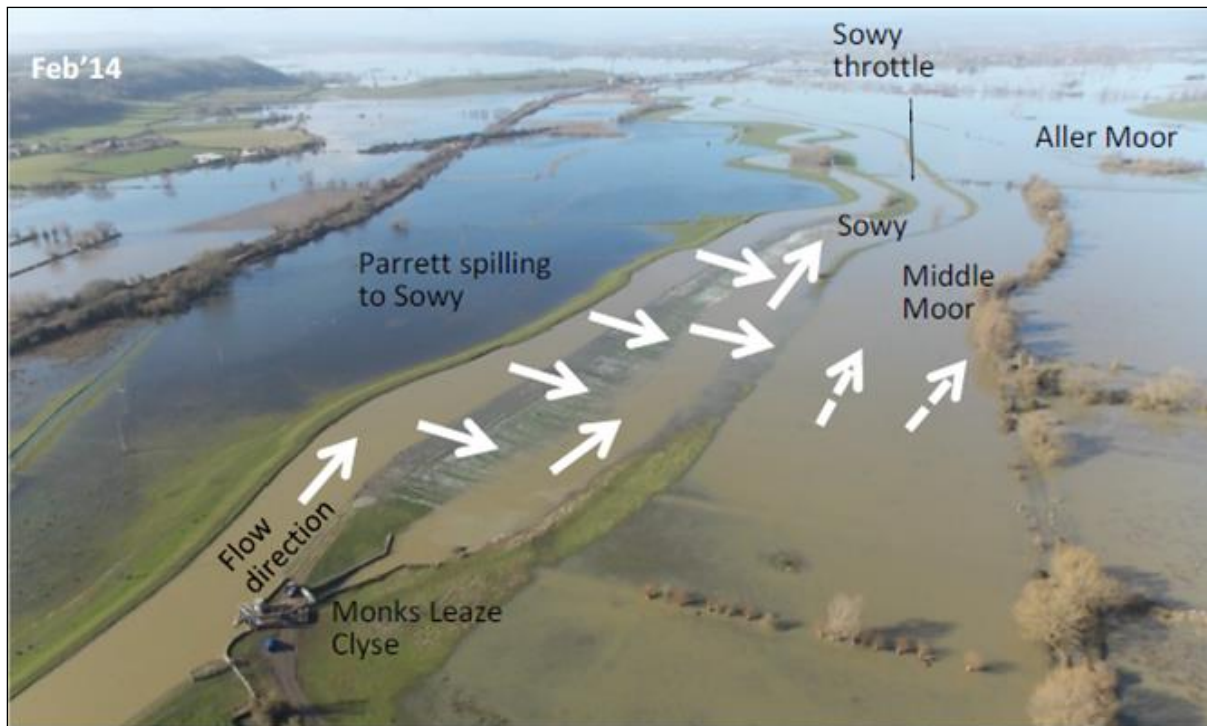 Feb'14
Sowy
throttle
Aller Moor
Sowy
Parrett spilling
to Sowy
Middle
Moor
Flow
direction
Monks Leaze
Clyse